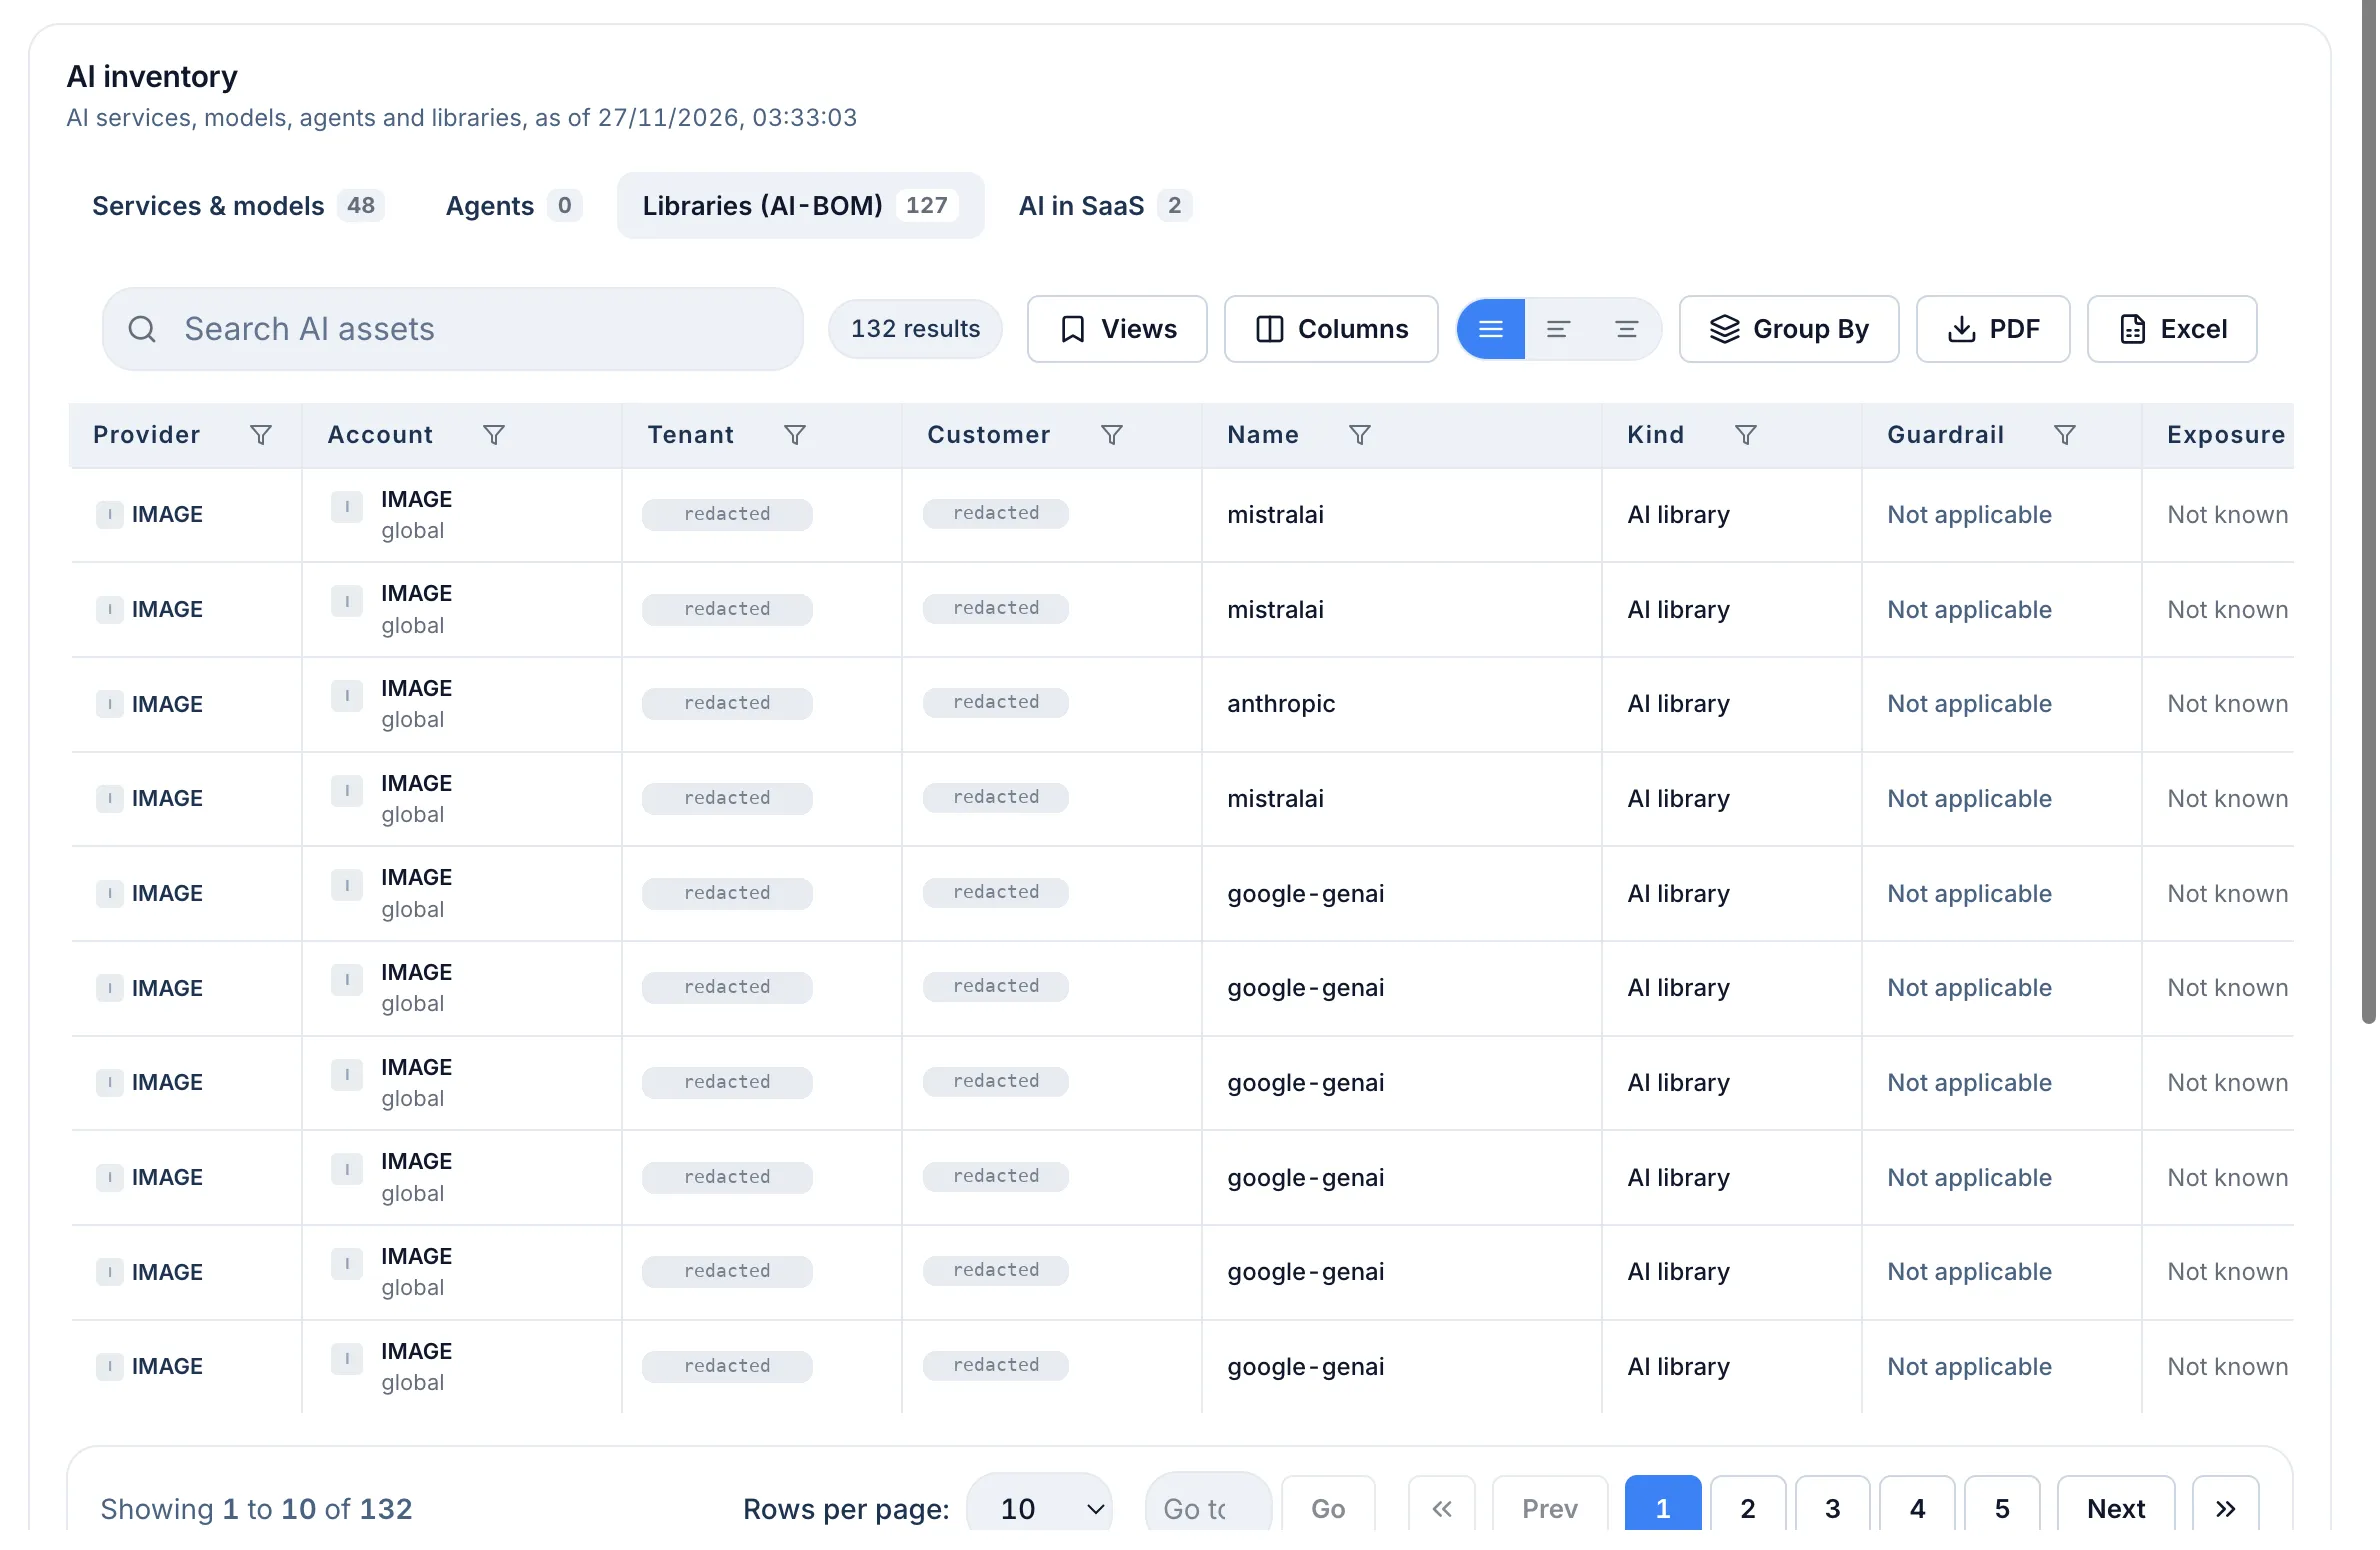 AI inventory
AI services, models, agents and libraries, as of 27/11/2026, 03:33:03
Services & models 48 Agents 0 Libraries (AI-BOM) 127 AI in SaaS 2
Search AI assets 132 results Views Columns Group By PDF Excel
Provider Account Tenant Customer Name Kind Guardrail Exposure
I IMAGE I IMAGE global redacted redacted mistralai AI library Not applicable Not known
I IMAGE I IMAGE global redacted redacted mistralai AI library Not applicable Not known
I IMAGE I IMAGE global redacted redacted anthropic AI library Not applicable Not known
I IMAGE I IMAGE global redacted redacted mistralai AI library Not applicable Not known
I IMAGE I IMAGE global redacted redacted google-genai AI library Not applicable Not known
I IMAGE I IMAGE global redacted redacted google-genai AI library Not applicable Not known
I IMAGE I IMAGE global redacted redacted google-genai AI library Not applicable Not known
I IMAGE I IMAGE global redacted redacted google-genai AI library Not applicable Not known
I IMAGE I IMAGE global redacted redacted google-genai AI library Not applicable Not known
I IMAGE I IMAGE global redacted redacted google-genai AI library Not applicable Not known
Showing 1 to 10 of 132 Rows per page: 10 Go to Go « Prev 1 2 3 4 5 Next »